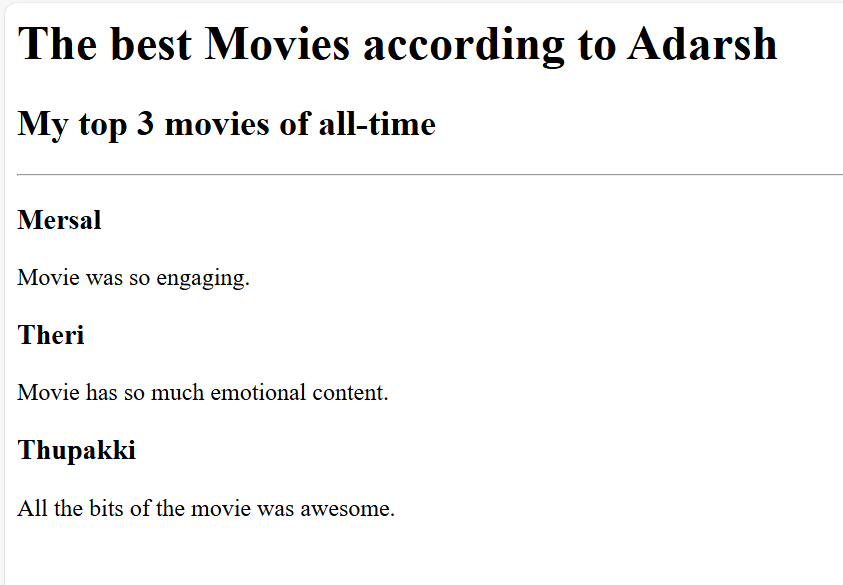 The best Movies according to Adarsh
My top 3 movies of all-time
Mersal
Movie was so engaging.
Theri
Movie has so much emotional content.
Thupakki
All the bits of the movie was awesome.